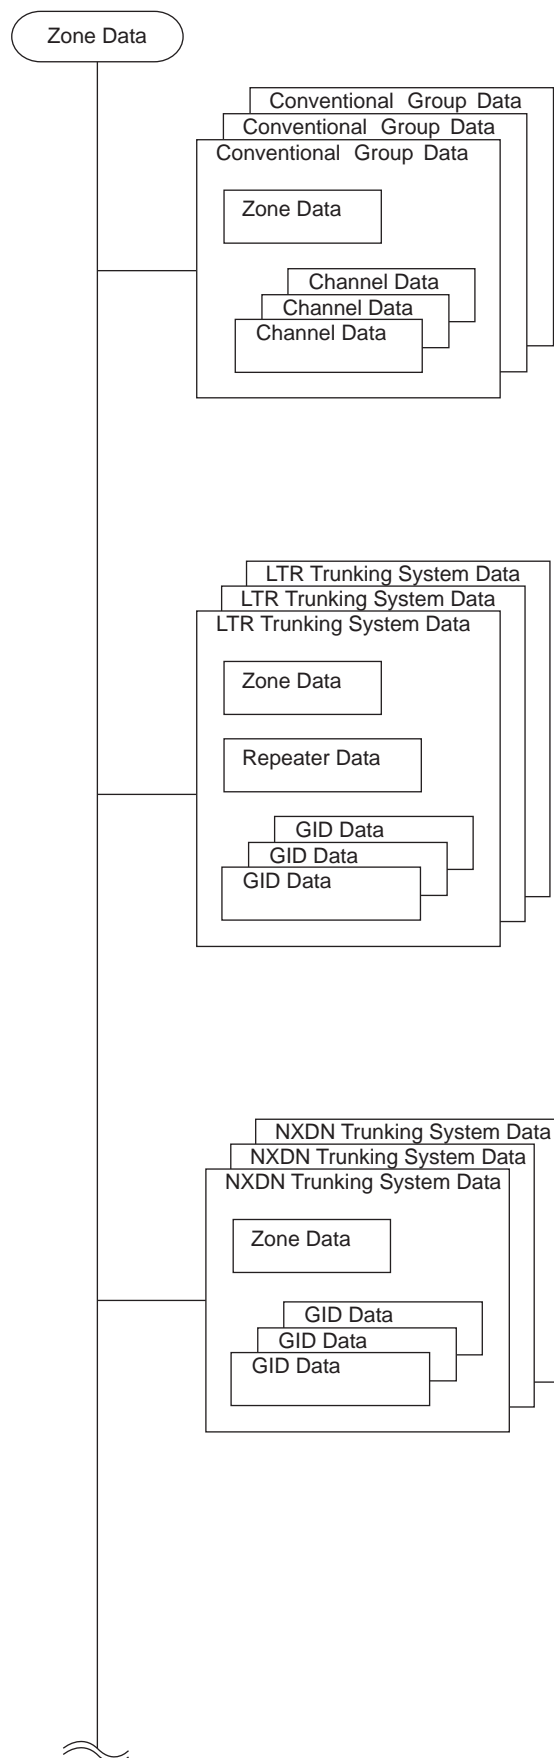 Zone Data
Conventional Group Data
Conventional Group Data
Conventional Group Data
Zone Data
Channel Data
Channel Data
Channel Data
LTR Trunking System Data
LTR Trunking System Data
LTR Trunking System Data
Zone Data
Repeater Data
GID Data
GID Data
GID Data
NXDN Trunking System Data
NXDN Trunking System Data
NXDN Trunking System Data
Zone Data
GID Data
GID Data
GID Data